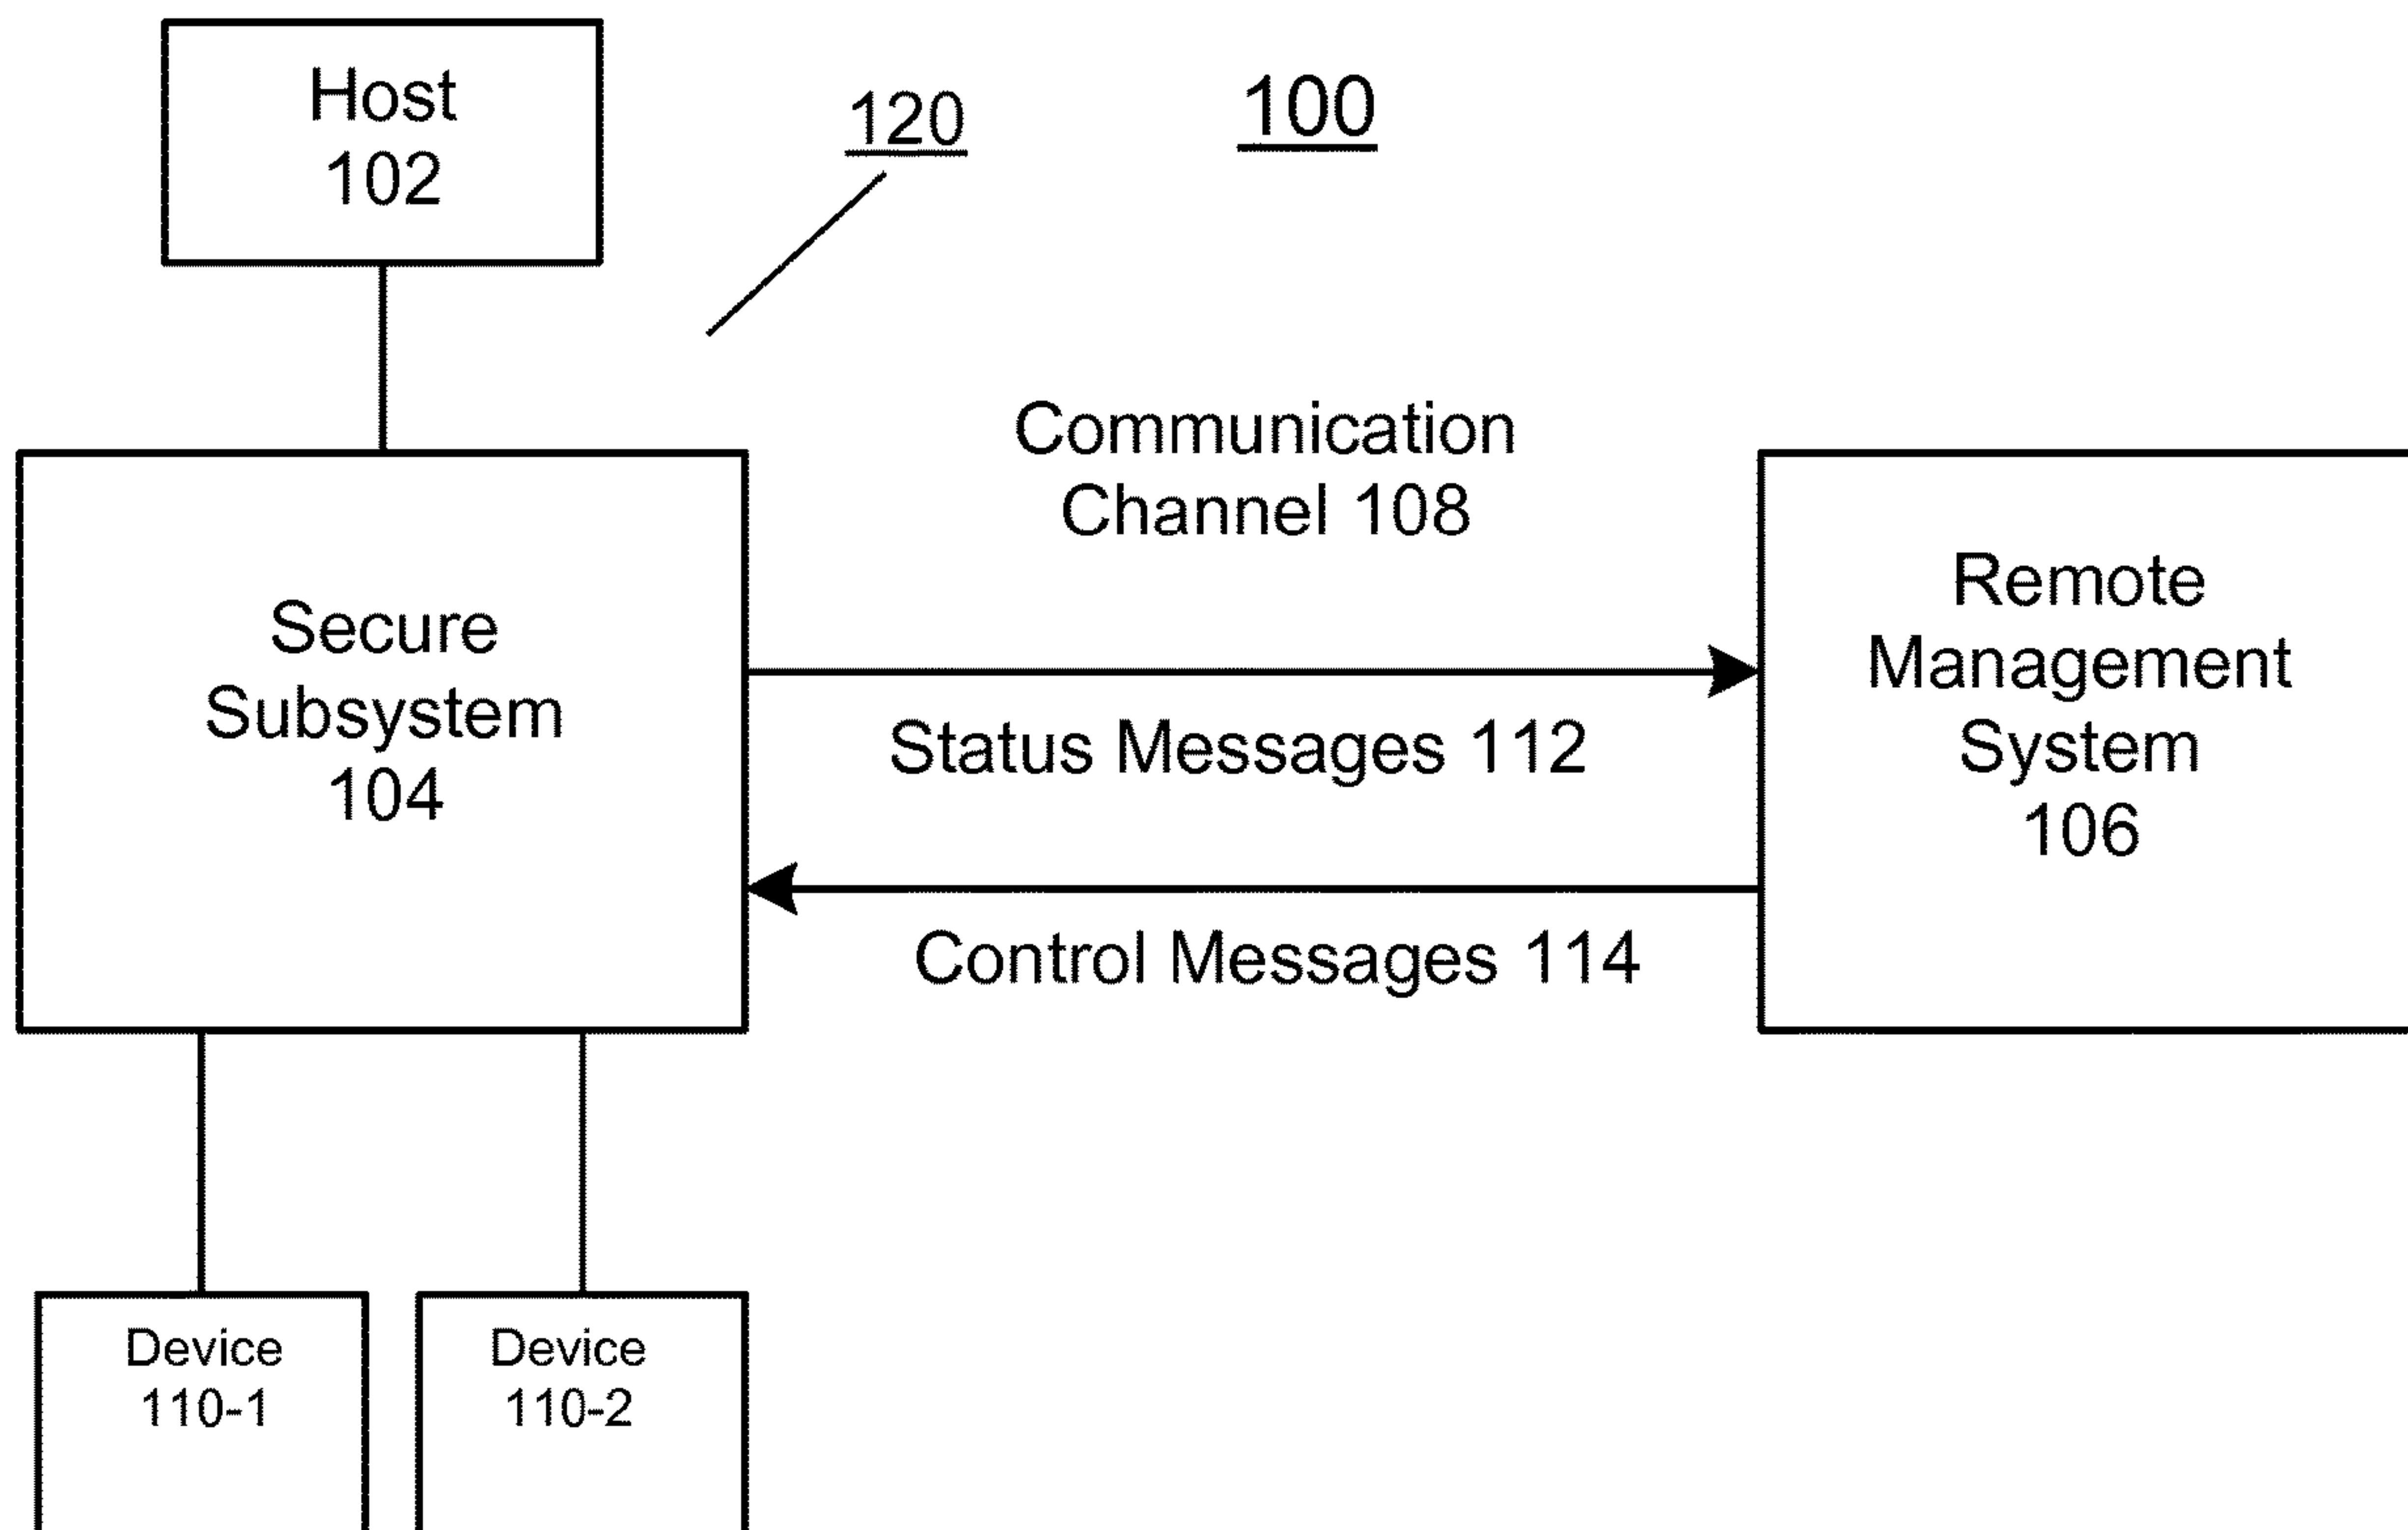 Host
102
120
100
Communication
Channel 108
Secure
Subsystem
104
Remote
Management
System
106
Status Messages 112
Control Messages 114
Device
110-1
Device
110-2